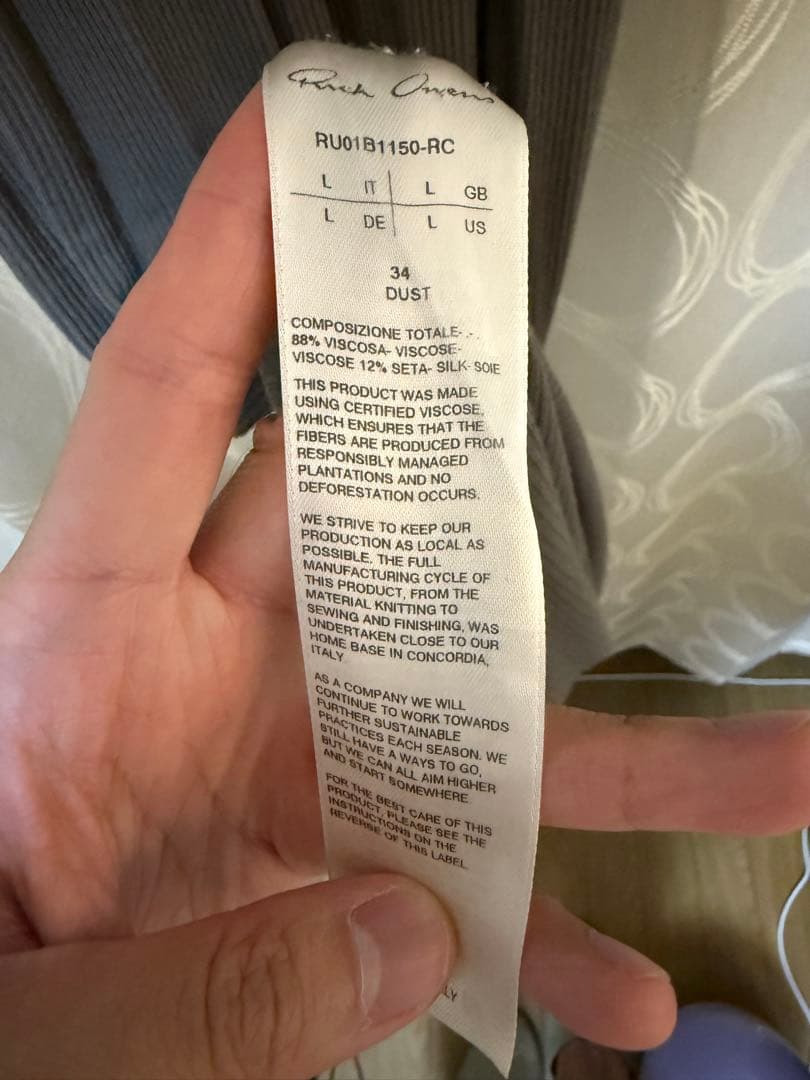 Rick Owens
RU01B1150-RC
L IT L GB
L DE L US
34
DUST
COMPOSIZIONE TOTALE- .- .
88% VISCOSA- VISCOSE-
VISCOSE 12% SETA- SILK- SOIE
THIS PRODUCT WAS MADE
USING CERTIFIED VISCOSE,
WHICH ENSURES THAT THE
FIBERS ARE PRODUCED FROM
RESPONSIBLY MANAGED
PLANTATIONS AND NO
DEFORESTATION OCCURS.
WE STRIVE TO KEEP OUR
PRODUCTION AS LOCAL AS
POSSIBLE. THE FULL
MANUFACTURING CYCLE OF
THIS PRODUCT, FROM THE
MATERIAL KNITTING TO
SEWING AND FINISHING, WAS
UNDERTAKEN CLOSE TO OUR
HOME BASE IN CONCORDIA,
ITALY
AS A COMPANY WE WILL
CONTINUE TO WORK TOWARDS
FURTHER SUSTAINABLE
PRACTICES EACH SEASON. WE
STILL HAVE A WAYS TO GO,
BUT WE CAN ALL AIM HIGHER
AND START SOMEWHERE
FOR THE BEST CARE OF THIS
PRODUCT, PLEASE SEE THE
INSTRUCTIONS ON THE
REVERSE OF THIS LABEL
LY